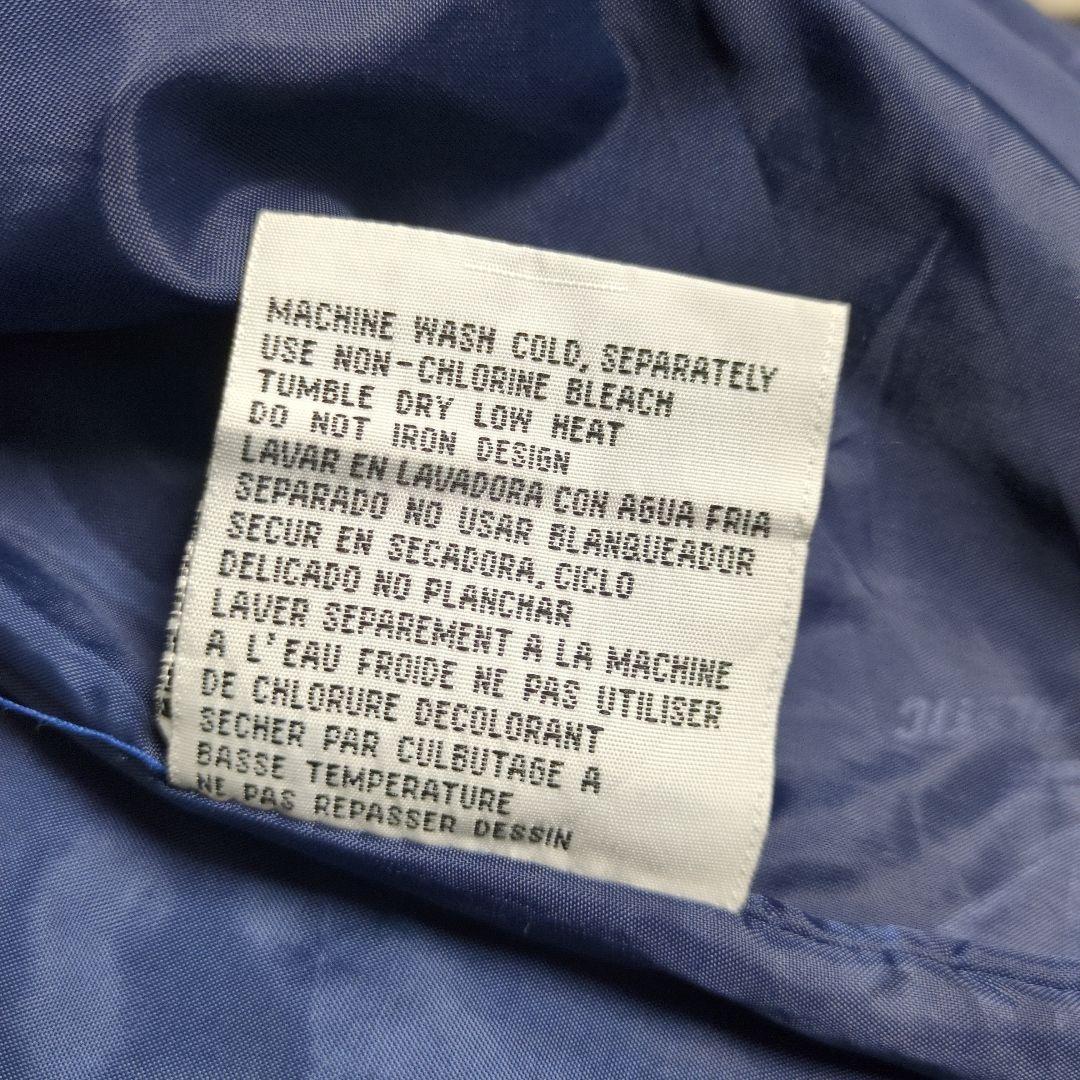 MACHINE WASH COLD, SEPARATELY
USE NON-CHLORINE BLEACH
TUMBLE DRY LOW HEAT
DO NOT IRON DESIGN
LAVAR EN LAVADORA CON AGUA FRIA
SEPARADO NO USAR BLANQUEADOR
SECUR EN SECADORA, CICLO
DELICADO NO PLANCHAR
LAVER SEPAREMENT A LA MACHINE
A L'EAU FROIDE NE PAS UTILISER
DE CHLORURE DECOLORANT
SECHER PAR CULBUTAGE A
BASSE TEMPERATURE
NE PAS REPASSER DESSIN